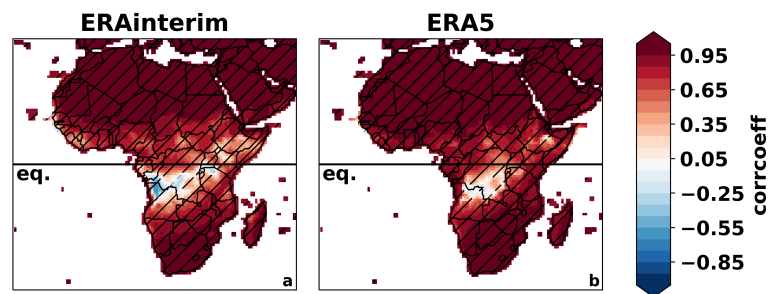 ERAinterim
ERA5
eq.
a
eq.
b
0.95
0.65
0.35
0.05
−0.25
−0.55
−0.85
corrcoeff